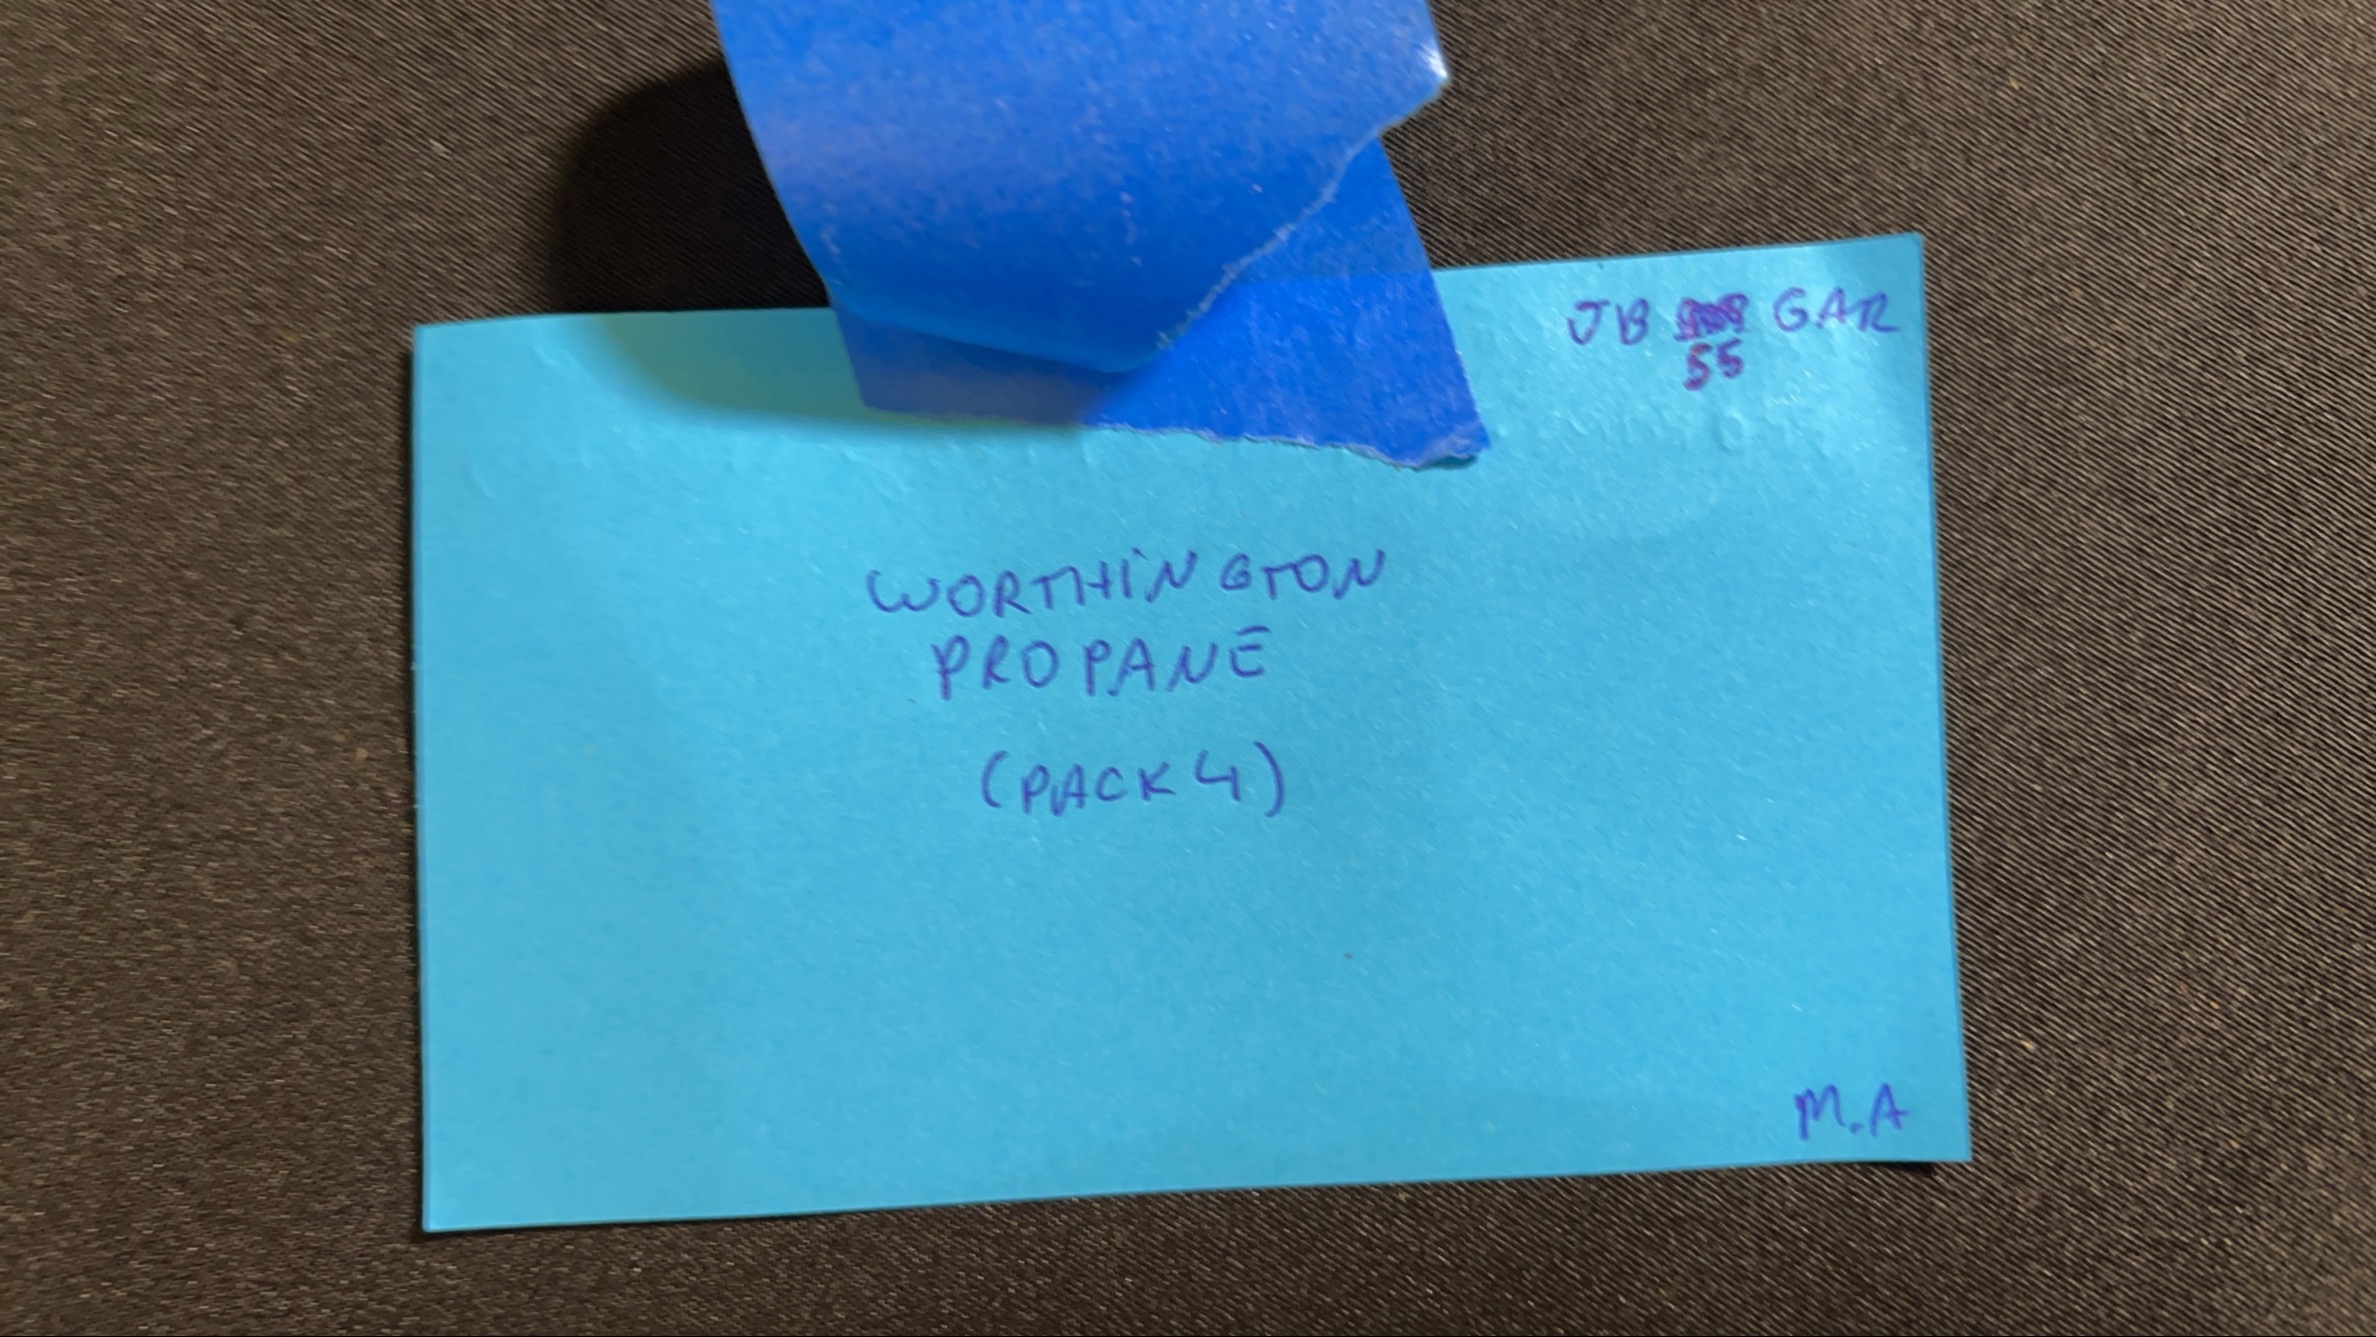 JB GAR
55
WORTHINGTON
PROPANE
(PACK 4)
M.A